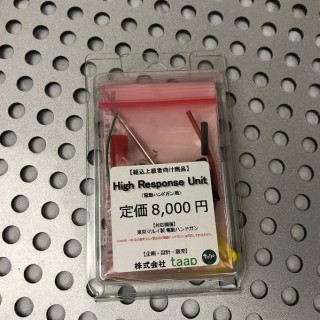 【組込上級者向け商品】
High Response Unit
(電動ハンドガン用)
定価 8,000 円
【対応機種】
東京マルイ製 電動ハンドガン
【企画・設計・販売】
株式会社 taaD